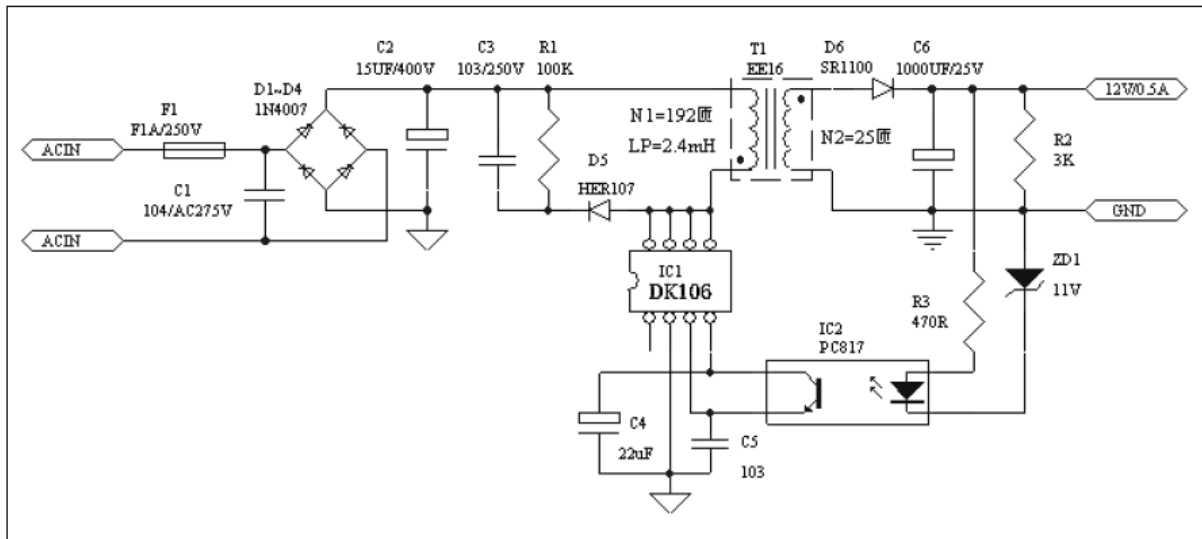 C2
15UF/400V
C3
103/250V
R1
100K
T1
EE16
D6
SR1100
C6
1000UF/25V
D1~D4
1N4007
F1
F1A/250V
ACIN
C1
104/AC275V
ACIN
N1=192匝
LP=2.4mH
N2=25匝
12V/0.5A
R2
3K
GND
D5
HER107
IC1
DK106
ZD1
11V
R3
470R
IC2
PC817
C4
22uF
C5
103